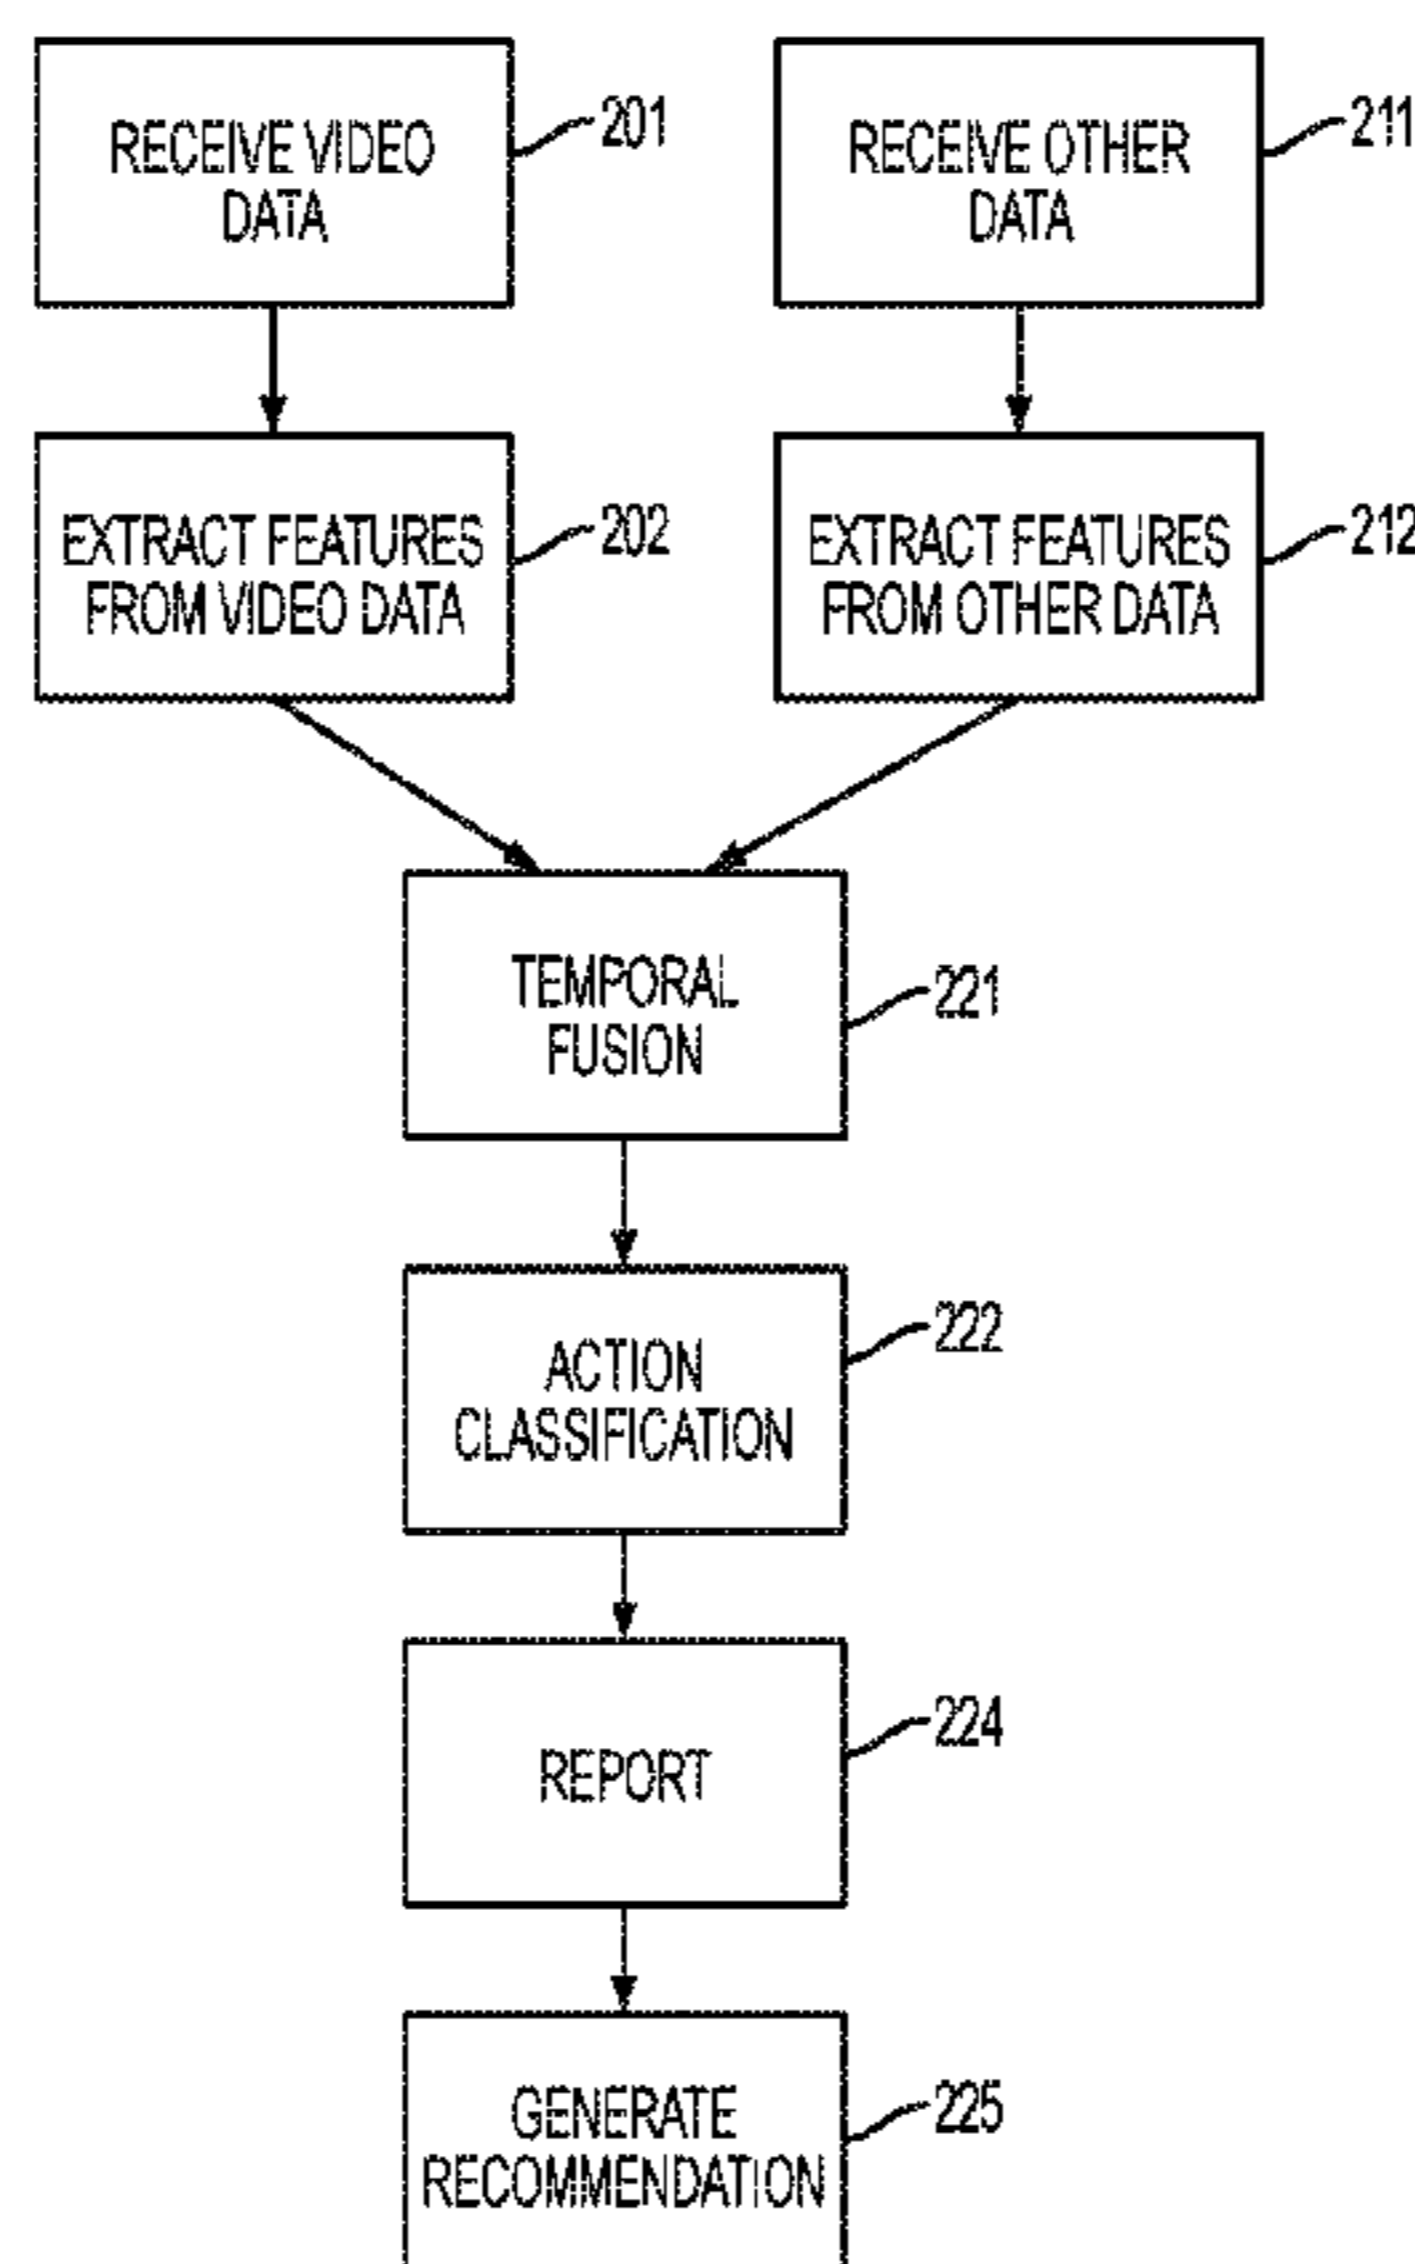 RECEIVE VIDEO
DATA
201
RECEIVE OTHER
DATA
211
EXTRACT FEATURES
FROM VIDEO DATA
202
EXTRACT FEATURES
FROM OTHER DATA
212
TEMPORAL
FUSION
221
ACTION
CLASSIFICATION
222
REPORT
224
GENERATE
RECOMMENDATION
225